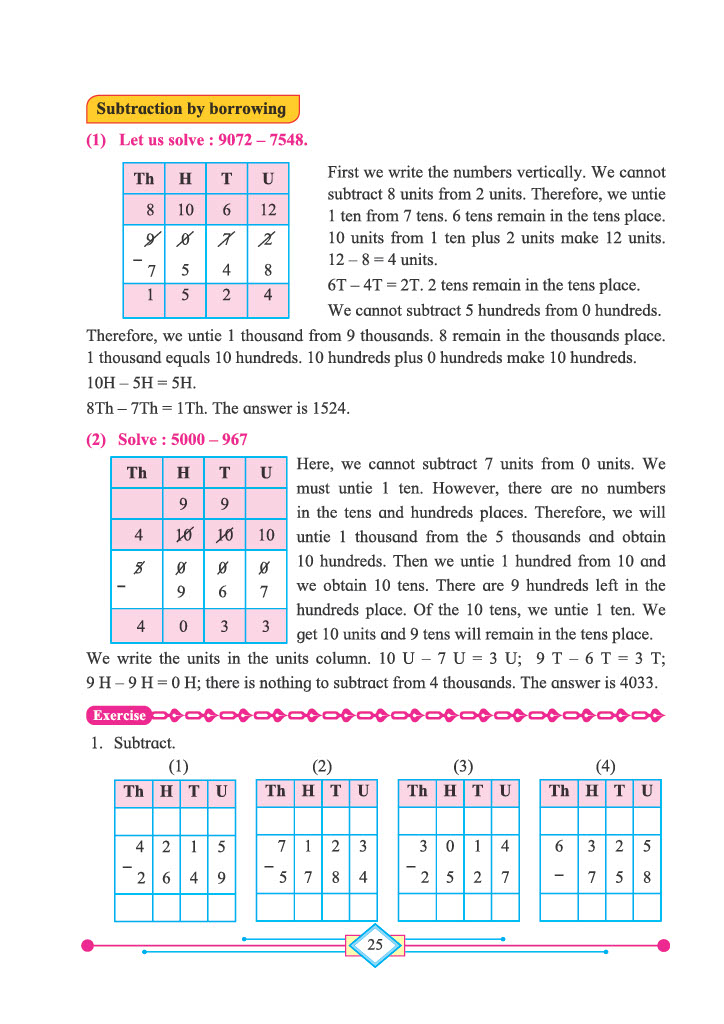 Subtraction by borrowing
(1) Let us solve : 9072 – 7548.
Th H T U
8 10 6 12
9 0 7 2
– 7 5 4 8
1 5 2 4
First we write the numbers vertically. We cannot
subtract 8 units from 2 units. Therefore, we untie
1 ten from 7 tens. 6 tens remain in the tens place.
10 units from 1 ten plus 2 units make 12 units.
12 – 8 = 4 units.
6T – 4T = 2T. 2 tens remain in the tens place.
We cannot subtract 5 hundreds from 0 hundreds.
Therefore, we untie 1 thousand from 9 thousands. 8 remain in the thousands place.
1 thousand equals 10 hundreds. 10 hundreds plus 0 hundreds make 10 hundreds.
10H – 5H = 5H.
8Th – 7Th = 1Th. The answer is 1524.
(2) Solve : 5000 – 967
Th H T U
9 9
4 10 10 10
5 0 0 0
– 9 6 7
4 0 3 3
Here, we cannot subtract 7 units from 0 units. We
must untie 1 ten. However, there are no numbers
in the tens and hundreds places. Therefore, we will
untie 1 thousand from the 5 thousands and obtain
10 hundreds. Then we untie 1 hundred from 10 and
we obtain 10 tens. There are 9 hundreds left in the
hundreds place. Of the 10 tens, we untie 1 ten. We
get 10 units and 9 tens will remain in the tens place.
We write the units in the units column. 10 U – 7 U = 3 U; 9 T – 6 T = 3 T;
9 H – 9 H = 0 H; there is nothing to subtract from 4 thousands. The answer is 4033.
Exercise
1. Subtract.
(1)
Th H T U
4 2 1 5
– 2 6 4 9
(2)
Th H T U
7 1 2 3
– 5 7 8 4
(3)
Th H T U
3 0 1 4
– 2 5 2 7
(4)
Th H T U
6 3 2 5
– 7 5 8
25